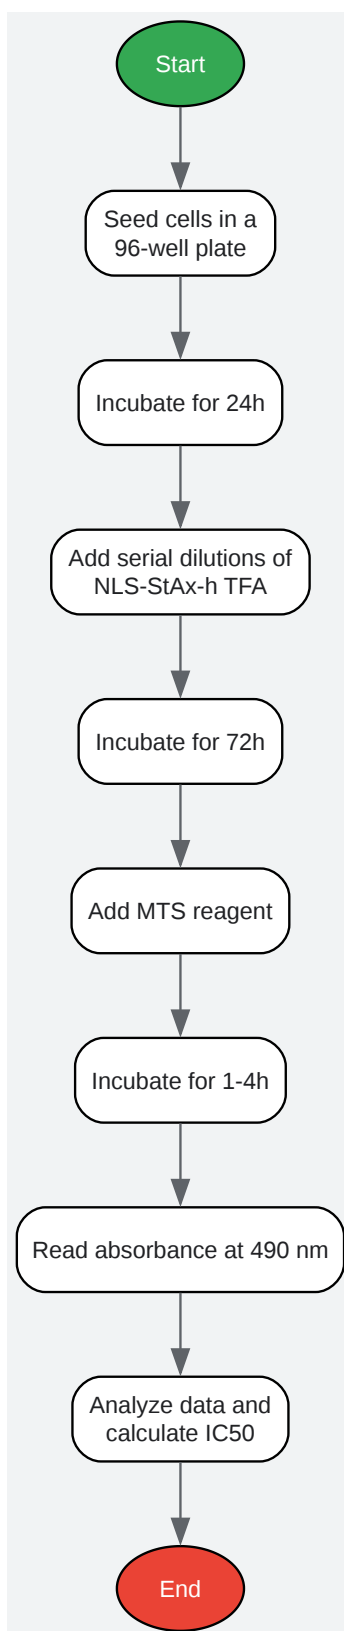 Start
Seed cells in a
96-well plate
Incubate for 24h
Add serial dilutions of
NLS-StAx-h TFA
Incubate for 72h
Add MTS reagent
Incubate for 1-4h
Read absorbance at 490 nm
Analyze data and
calculate IC50
End